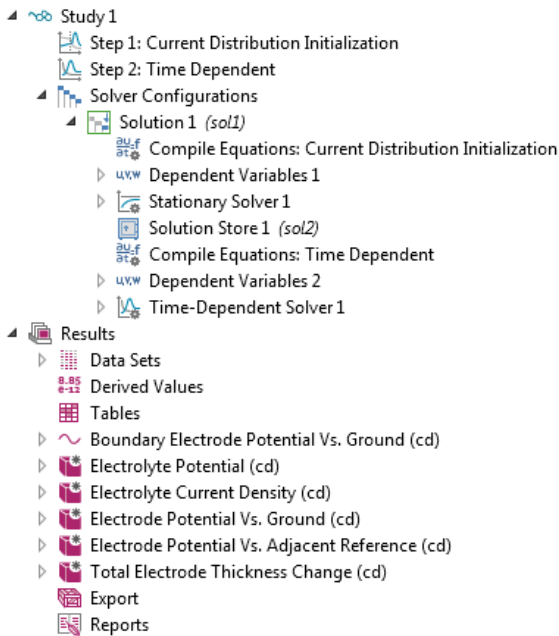 Study 1
Step 1: Current Distribution Initialization
Step 2: Time Dependent
Solver Configurations
Solution 1 (sol1)
Compile Equations: Current Distribution Initialization
u,v,w Dependent Variables 1
Stationary Solver 1
Solution Store 1 (sol2)
Compile Equations: Time Dependent
u,v,w Dependent Variables 2
Time-Dependent Solver 1
Results
Data Sets
8.85
e-12 Derived Values
Tables
Boundary Electrode Potential Vs. Ground (cd)
Electrolyte Potential (cd)
Electrolyte Current Density (cd)
Electrode Potential Vs. Ground (cd)
Electrode Potential Vs. Adjacent Reference (cd)
Total Electrode Thickness Change (cd)
Export
Reports